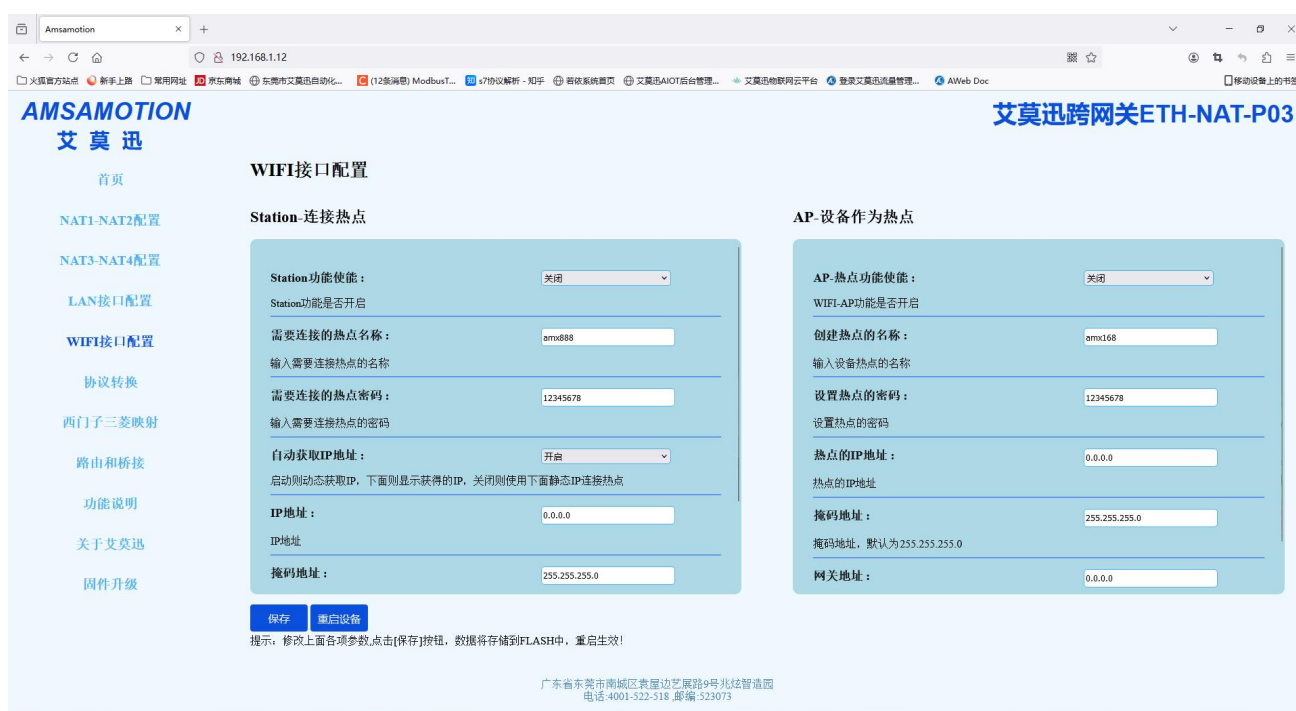 Amsamotion
192.168.1.12
火狐官方站点 新手上路 常用网址 京东商城 东莞市艾莫迅自动化... (12条消息) ModbusT... s7协议解析 - 知乎 若依系统首页 艾莫迅AIOT后台管理... 艾莫迅物联网云平台 登录艾莫迅流量管理... AWeb Doc 移动设备上的书签
AMSAMOTION
艾莫迅
艾莫迅跨网关ETH-NAT-P03
首页
NAT1-NAT2配置
NAT3-NAT4配置
LAN接口配置
WIFI接口配置
协议转换
西门子三菱映射
路由和桥接
功能说明
关于艾莫迅
固件升级
WIFI接口配置
Station-连接热点
Station功能使能： 关闭
Station功能是否开启
需要连接的热点名称： amx888
输入需要连接热点的名称
需要连接的热点密码： 12345678
输入需要连接热点的密码
自动获取IP地址： 开启
启动则动态获取IP，下面则显示获得的IP，关闭则使用下面静态IP连接热点
IP地址： 0.0.0.0
IP地址
掩码地址： 255.255.255.0
AP-设备作为热点
AP-热点功能使能： 关闭
WIFI-AP功能是否开启
创建热点的名称： amx168
输入设备热点的名称
设置热点的密码： 12345678
设置热点的密码
热点的IP地址： 0.0.0.0
热点的IP地址
掩码地址： 255.255.255.0
掩码地址，默认为255.255.255.0
网关地址： 0.0.0.0
保存 重启设备
提示：修改上面各项参数,点击[保存]按钮，数据将存储到FLASH中，重启生效！
广东省东莞市南城区袁屋边艺展路9号兆炫智造园
电话:4001-522-518 ,邮编:523073